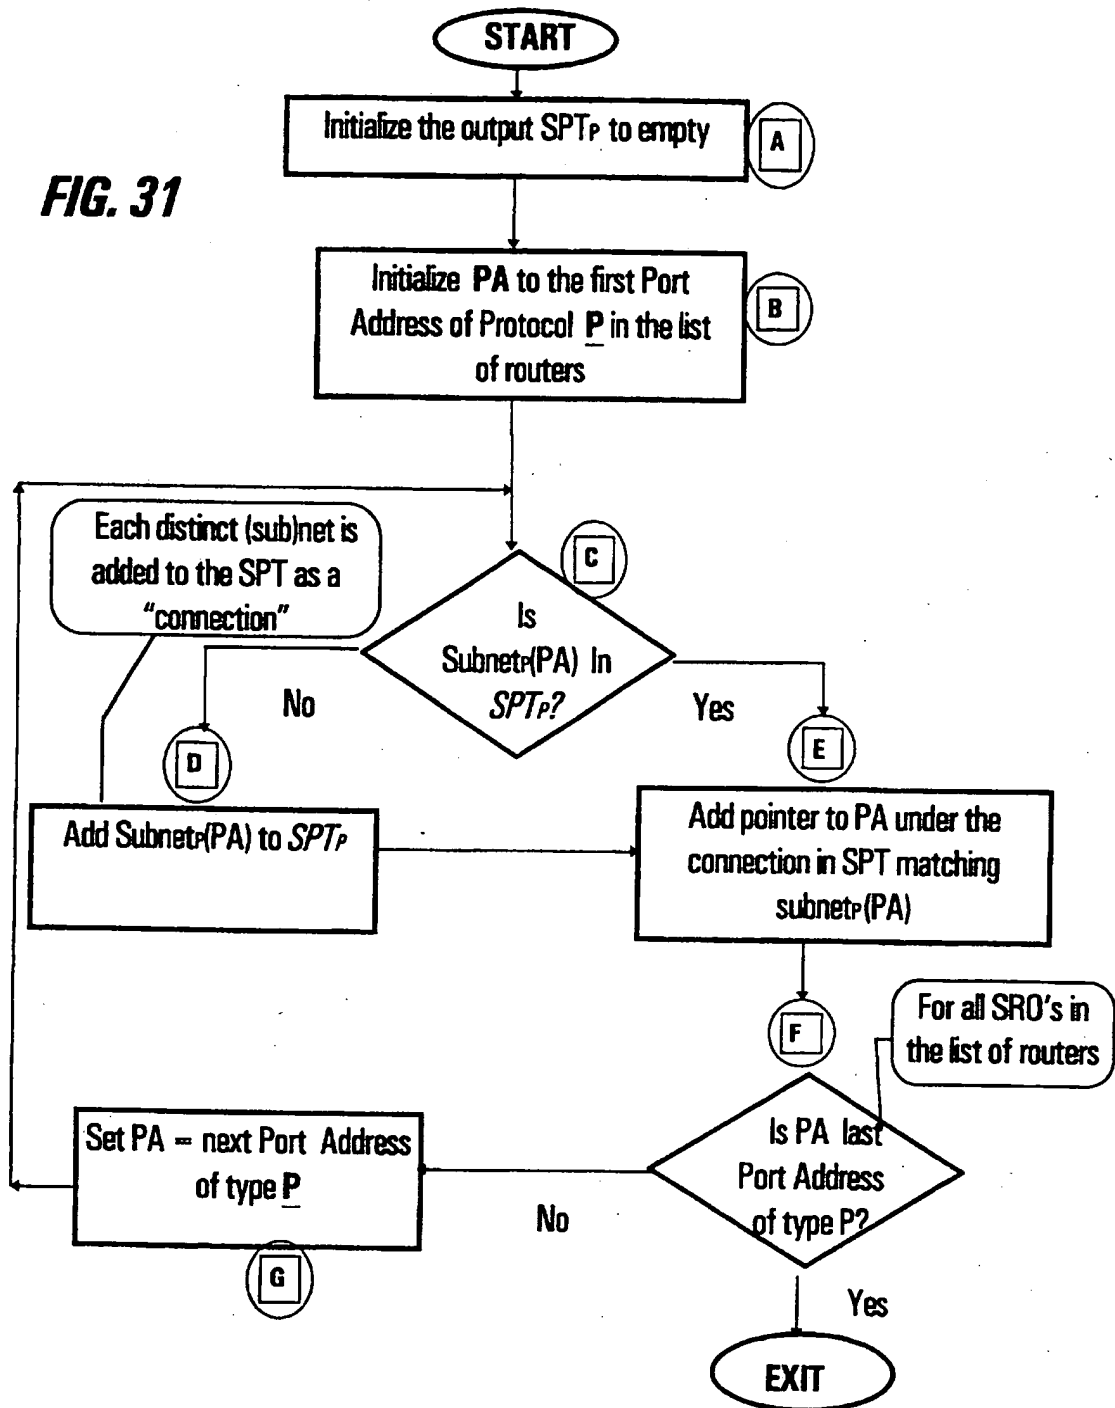 START
Initialize the output SPTP to empty
A
FIG. 31
Initialize PA to the first Port
Address of Protocol P in the list
of routers
B
Each distinct (sub)net is
added to the SPT as a
“connection”
C
Is
SubnetP(PA) In
SPTP?
No
Yes
D
E
Add SubnetP(PA) to SPTP
Add pointer to PA under the
connection in SPT matching
subnetP(PA)
F
For all SRO's in
the list of routers
Is PA last
Port Address
of type P?
Set PA = next Port Address
of type P
No
G
Yes
EXIT